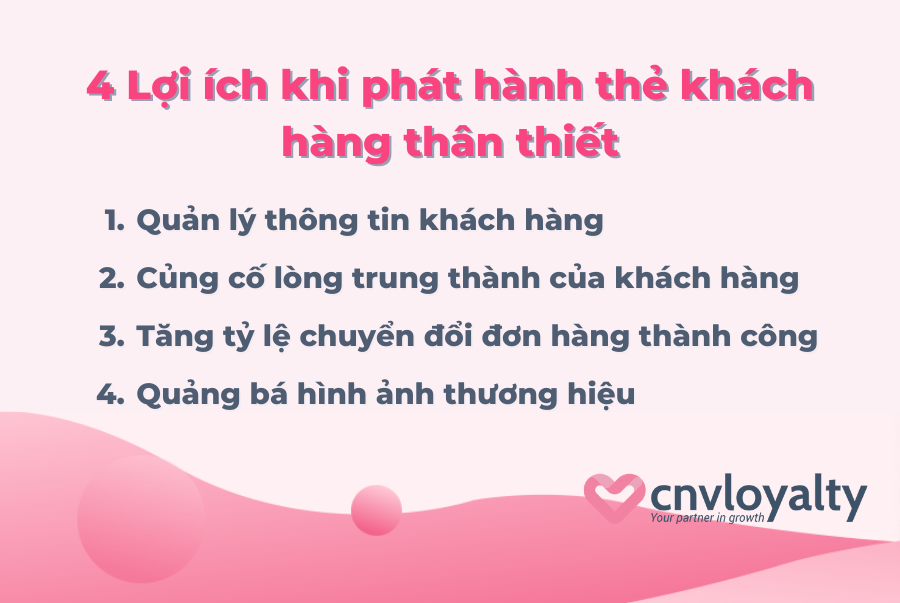 4 Lợi ích khi phát hành thẻ khách
hàng thân thiết
1. Quản lý thông tin khách hàng
2. Củng cố lòng trung thành của khách hàng
3. Tăng tỷ lệ chuyển đổi đơn hàng thành công
4. Quảng bá hình ảnh thương hiệu
cnvloyalty
Your partner in growth